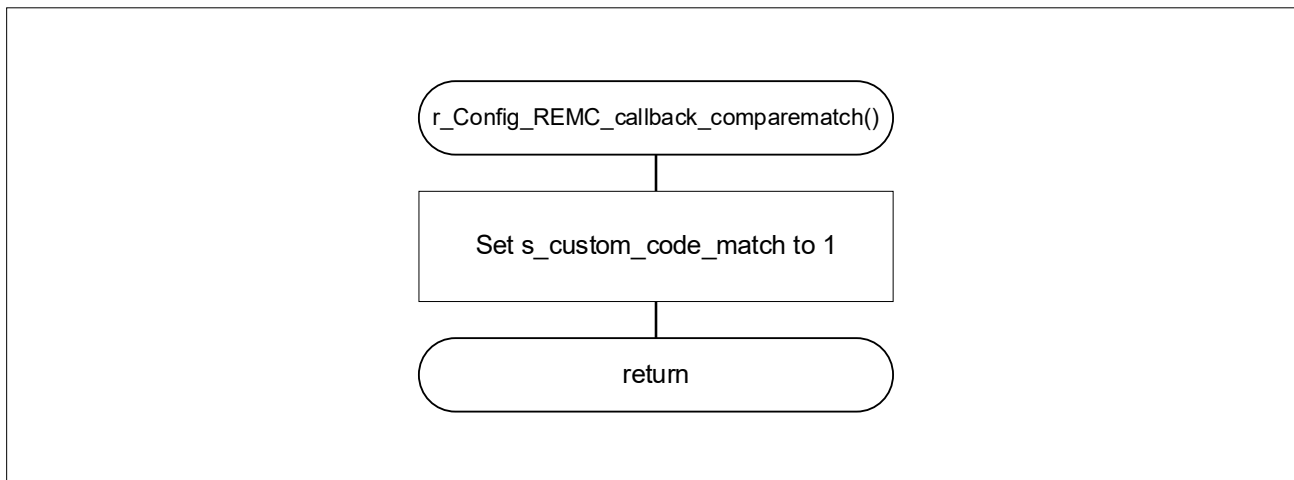 r_Config_REMC_callback_comparematch()
Set s_custom_code_match to 1
return